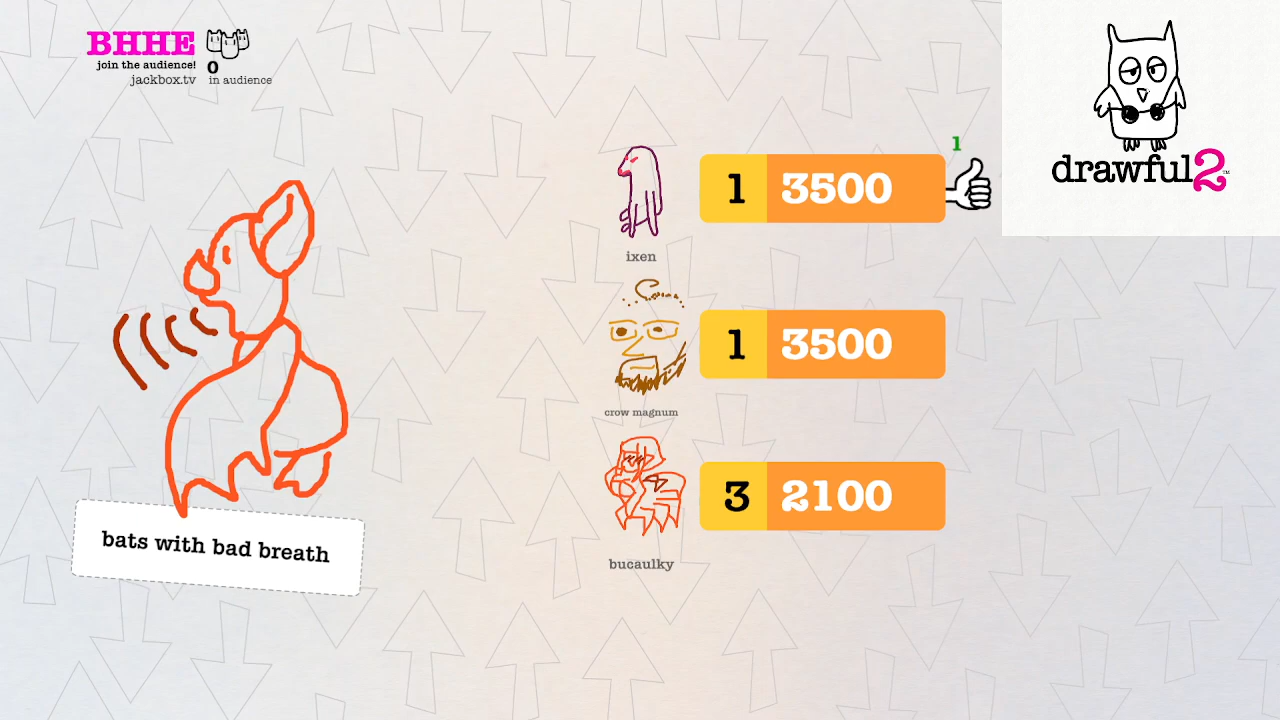 BHHE
join the audience!
jackbox.tv
0
in audience
drawful2™
1
1 3500
ixen
1 3500
crow magnum
3 2100
bucaulky
bats with bad breath